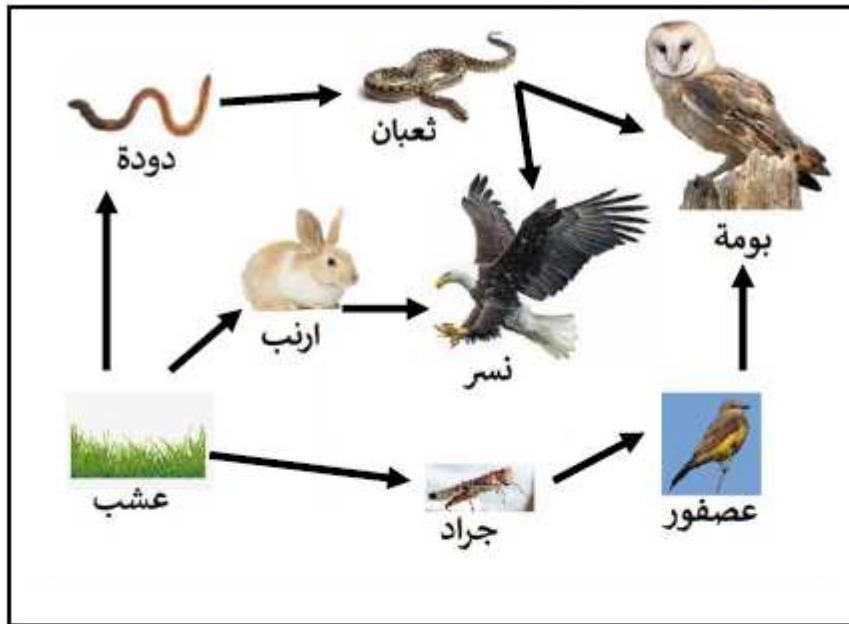 ثعبان
دودة
بومة
ارنب
نسر
عشب
جراد
عصفور